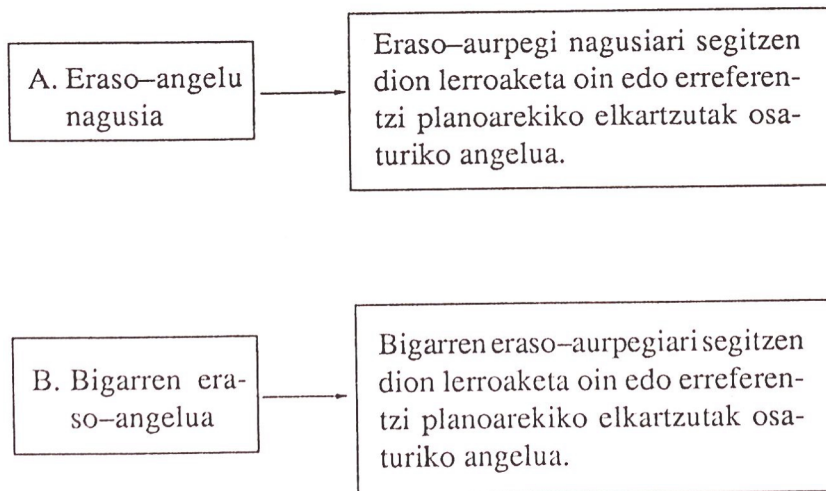 A. Eraso–angelu
nagusia
Eraso–aurpegi nagusiari segitzen
dion lerroaketa oin edo erreferen-
tzi planoarekiko elkartzutak osa-
turiko angelua.
B. Bigarren era-
so–angelua
Bigarren eraso–aurpegiari segitzen
dion lerroaketa oin edo erreferen-
tzi planoarekiko elkartzutak osa-
turiko angelua.